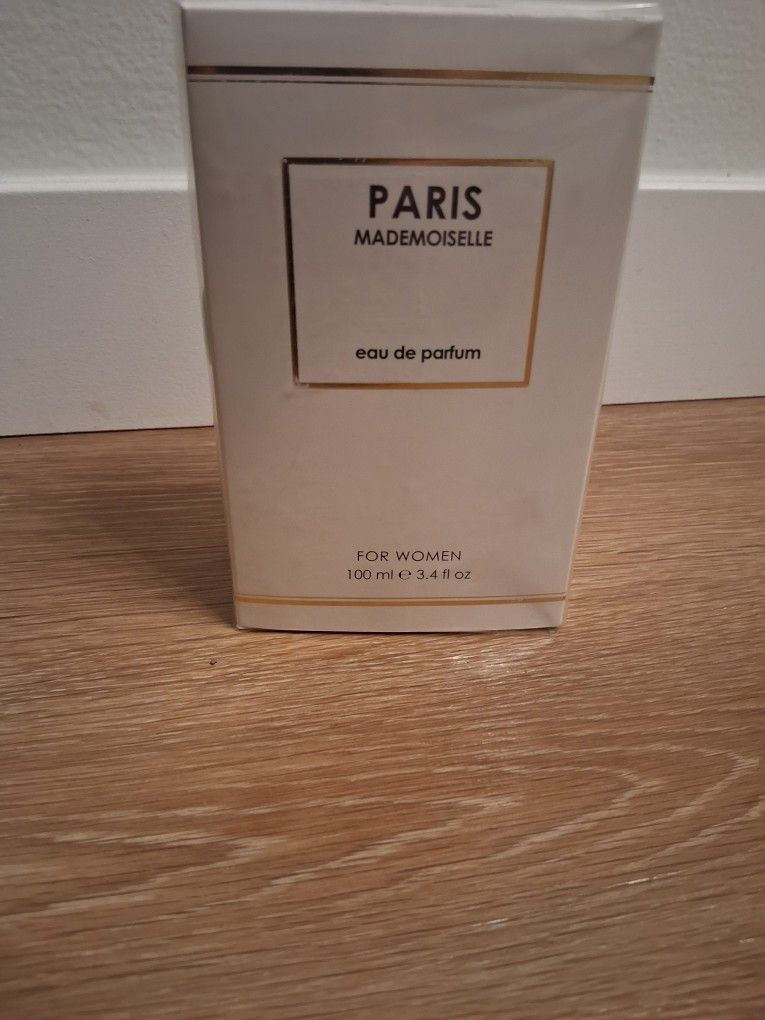 PARIS
MADEMOISELLE
eau de parfum
FOR WOMEN
100 ml ℮ 3.4 fl oz